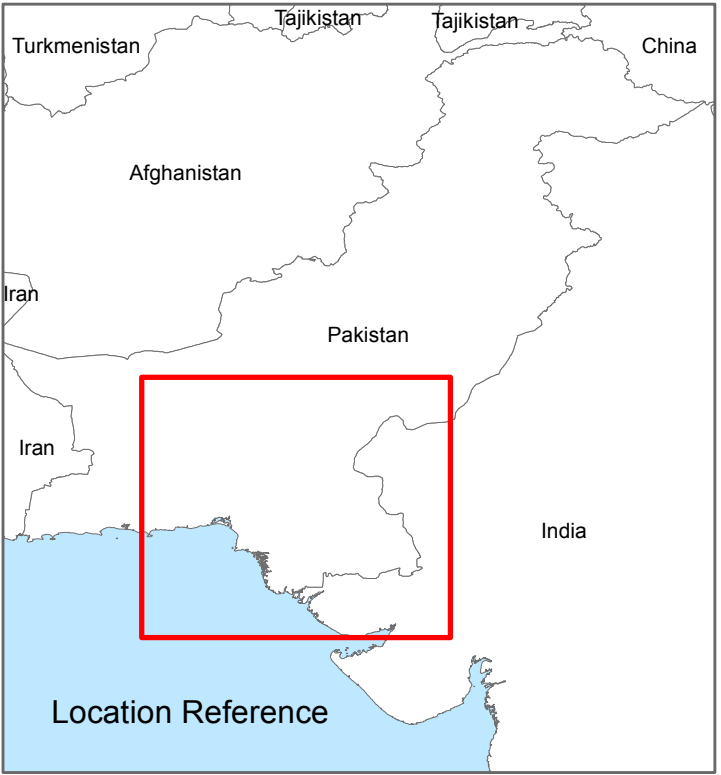 Tajikistan
Tajikistan
Turkmenistan
China
Afghanistan
Iran
Pakistan
Iran
India
Location Reference